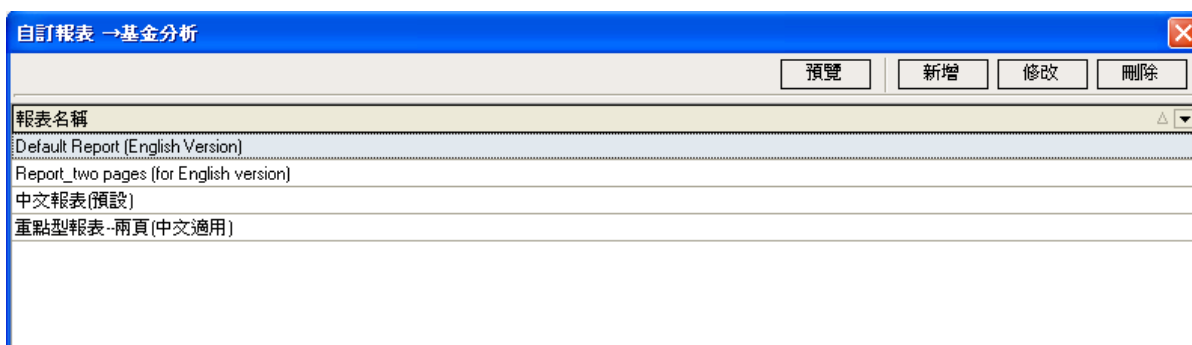 自訂報表 →基金分析
預覽 新增 修改 刪除
報表名稱
Default Report (English Version)
Report_two pages (for English version)
中文報表(預設)
重點型報表--兩頁(中文適用)